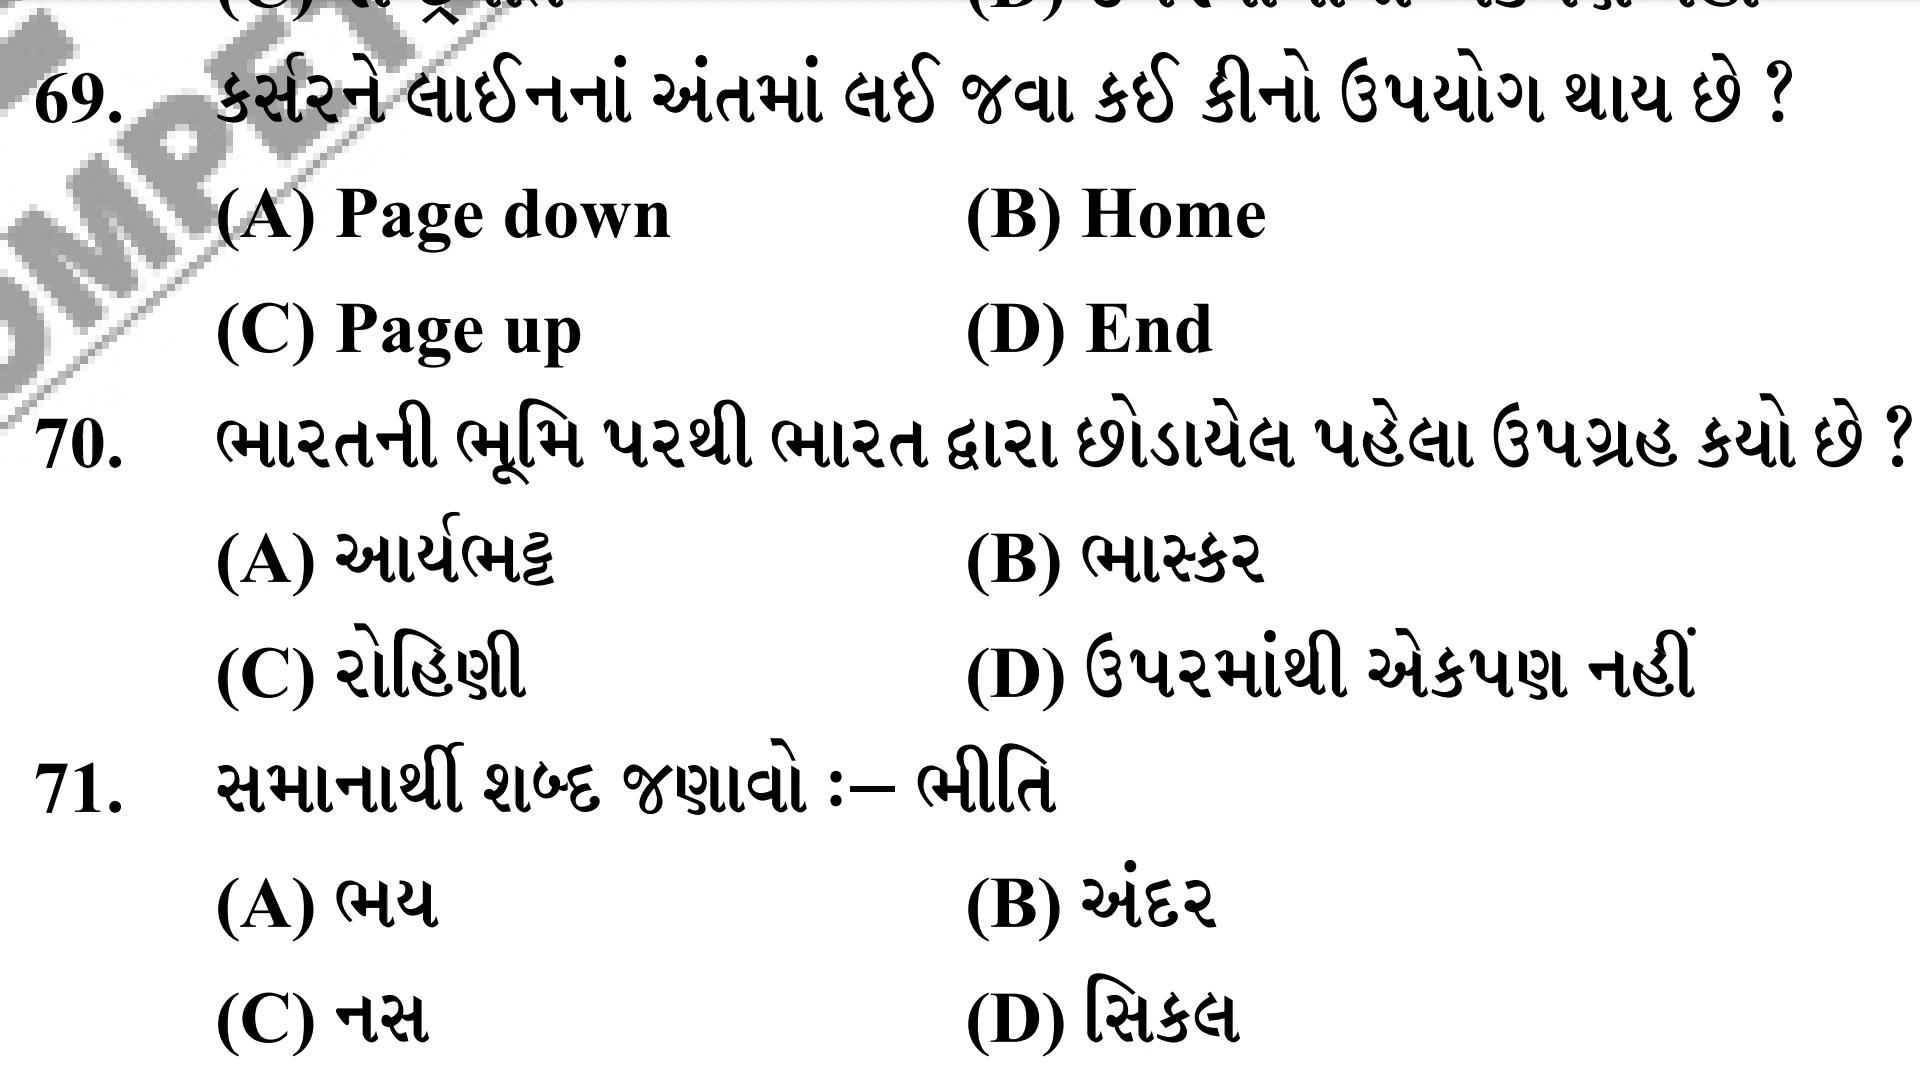 69. કર્સરને લાઈનનાં અંતમાં લઈ જવા કઈ કીનો ઉપયોગ થાય છે ?
(A) Page down (B) Home
(C) Page up (D) End
70. ભારતની ભૂમિ પરથી ભારત દ્વારા છોડાયેલ પહેલા ઉપગ્રહ કયો છે ?
(A) આર્યભટ્ટ (B) ભાસ્કર
(C) રોહિણી (D) ઉપરમાંથી એકપણ નહીં
71. સમાનાર્થી શબ્દ જણાવો :– ભીતિ
(A) ભય (B) અંદર
(C) નસ (D) સિકલ